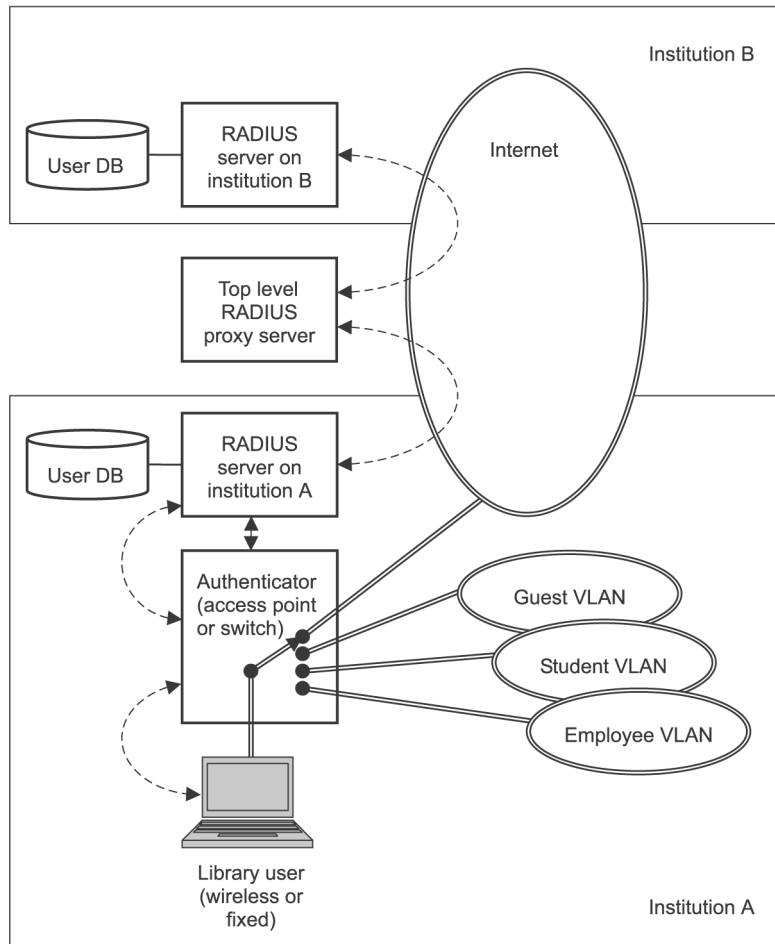 Institution B
RADIUS
server on
institution B
User DB
Internet
Top level
RADIUS
proxy server
RADIUS
server on
institution A
User DB
Authenticator
(access point
or switch)
Guest VLAN
Student VLAN
Employee VLAN
Library user
(wireless or
fixed)
Institution A